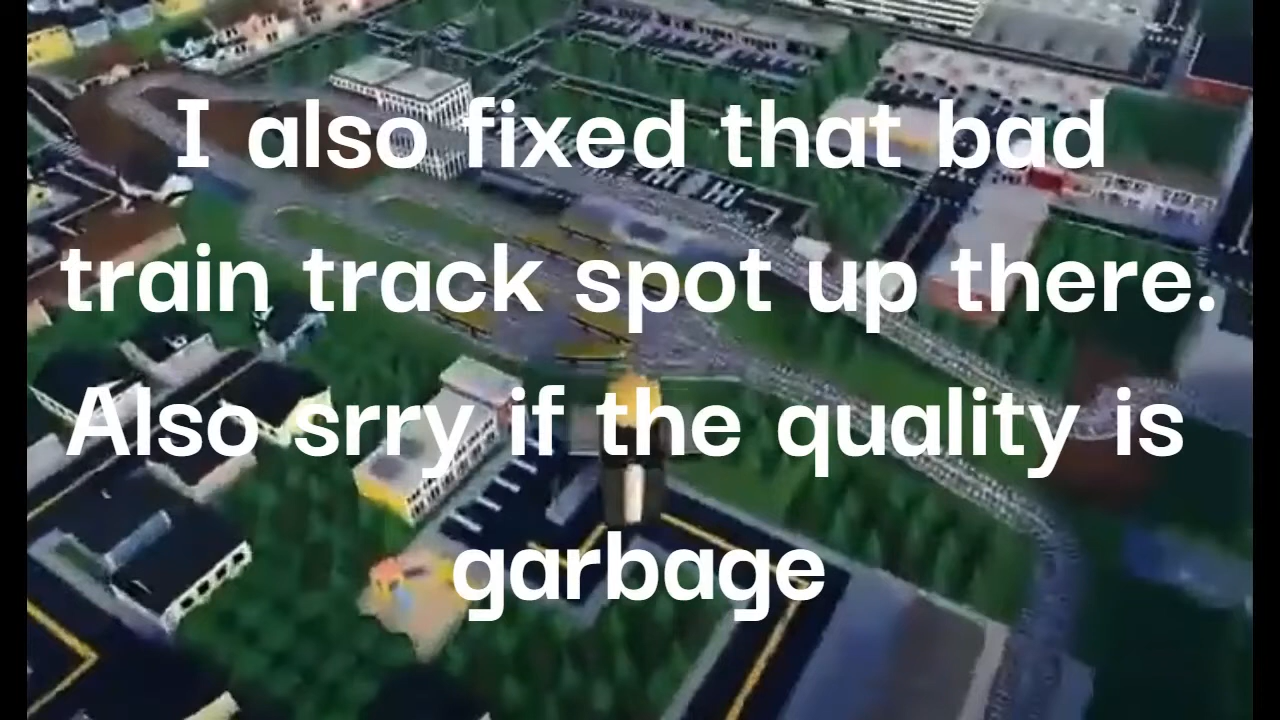 I also fixed that bad
train track spot up there.
Also srry if the quality is
garbage